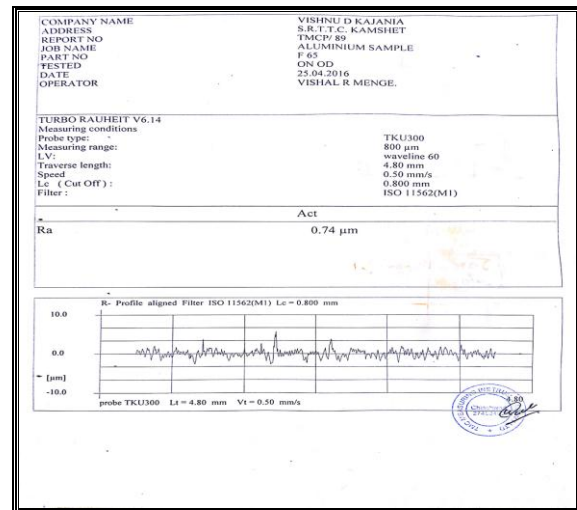 COMPANY NAME VISHNU D KAJANIA
ADDRESS S.R.T.T.C. KAMSHET
REPORT NO TMCP/ 89
JOB NAME ALUMINIUM SAMPLE
PART NO F 65
TESTED ON OD
DATE 25.04.2016
OPERATOR VISHAL R MENGE.
TURBO RAUHEIT V6.14
Measuring conditions
Probe type: TKU300
Measuring range: 800 µm
LV: waveline 60
Traverse length: 4.80 mm
Speed 0.50 mm/s
Lc ( Cut Off ) : 0.800 mm
Filter : ISO 11562(M1)
Act
Ra 0.74 µm
R- Profile aligned Filter ISO 11562(M1) Lc = 0.800 mm
10.0
0.0
[µm]
-10.0
probe TKU300 Lt = 4.80 mm Vt = 0.50 mm/s 4.80